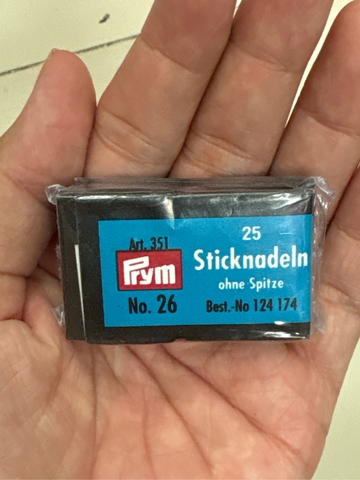 25
Art. 351
Prym
Sticknadeln
ohne Spitze
No. 26
Best.-No 124 174